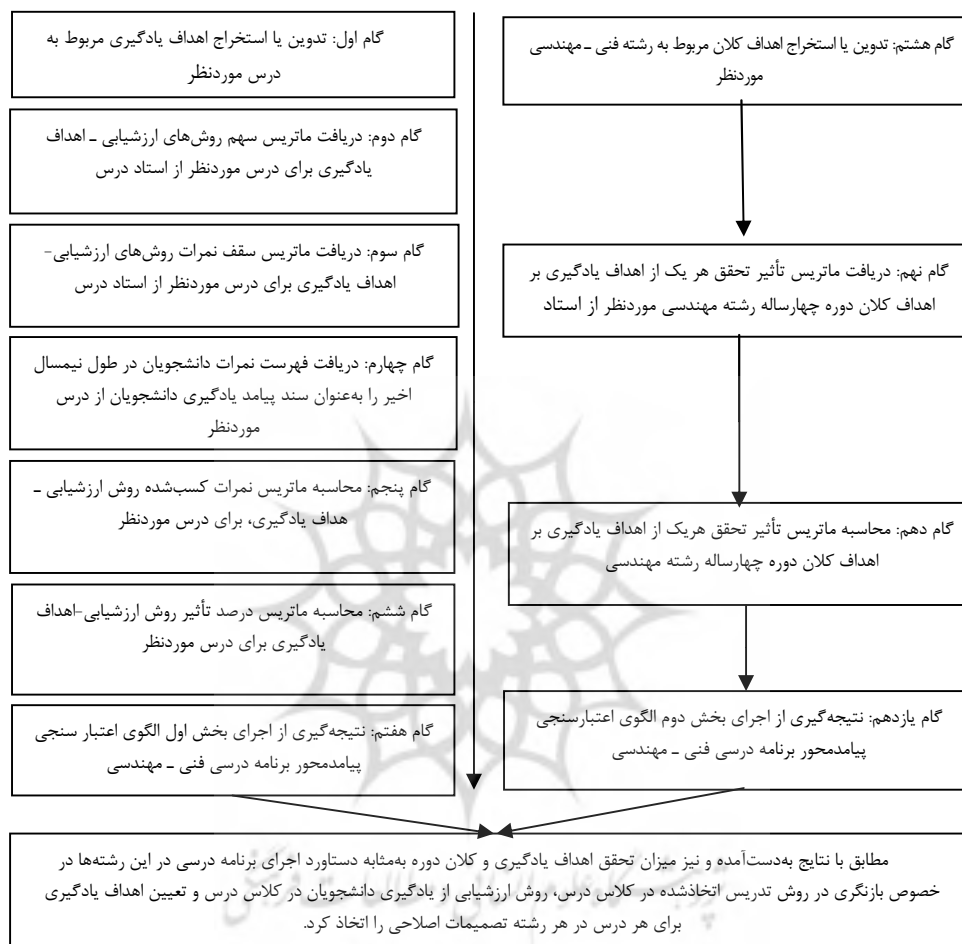 گام اول: تدوین یا استخراج اهداف یادگیری مربوط به
درس موردنظر
گام دوم: دریافت ماتریس سهم روش‌های ارزشیابی ـ اهداف
یادگیری برای درس موردنظر از استاد درس
گام سوم: دریافت ماتریس سقف نمرات روش‌های ارزشیابی-
اهداف یادگیری برای درس موردنظر از استاد درس
گام چهارم: دریافت فهرست نمرات دانشجویان در طول نیمسال
اخیر را به‌عنوان سند پیامد یادگیری دانشجویان از درس
موردنظر
گام پنجم: محاسبه ماتریس نمرات کسب‌شده روش ارزشیابی ـ
هداف یادگیری، برای درس موردنظر
گام ششم: محاسبه ماتریس درصد تأثیر روش ارزشیابی-اهداف
یادگیری برای درس موردنظر
گام هفتم: نتیجه‌گیری از اجرای بخش اول الگوی اعتبار سنجی
پیامدمحور برنامه درسی فنی ـ مهندسی
گام هشتم: تدوین یا استخراج اهداف کلان مربوط به رشته فنی ـ مهندسی
موردنظر
گام نهم: دریافت ماتریس تأثیر تحقق هر یک از اهداف یادگیری بر
اهداف کلان دوره چهارساله رشته مهندسی موردنظر از استاد
گام دهم: محاسبه ماتریس تأثیر تحقق هریک از اهداف یادگیری بر
اهداف کلان دوره چهارساله رشته مهندسی
گام یازدهم: نتیجه‌گیری از اجرای بخش دوم الگوی اعتبارسنجی
پیامدمحور برنامه درسی فنی ـ مهندسی
مطابق با نتایج به‌دست‌آمده و نیز میزان تحقق اهداف یادگیری و کلان دوره به‌مثابه دستاورد اجرای برنامه درسی در این رشته‌ها در
خصوص بازنگری در روش تدریس اتخاذشده در کلاس درس، روش ارزشیابی از یادگیری دانشجویان در کلاس درس و تعیین اهداف یادگیری
برای هر درس در هر رشته تصمیمات اصلاحی را اتخاذ کرد.